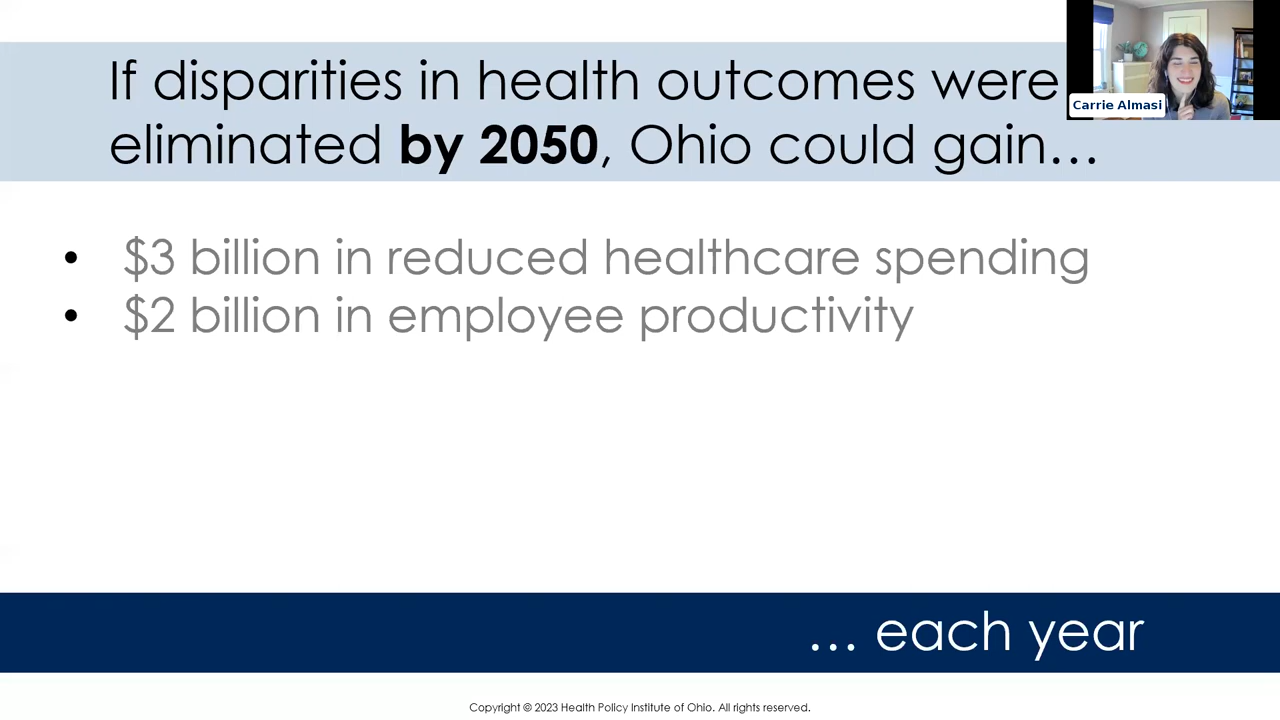 If disparities in health outcomes were
eliminated by 2050, Ohio could gain…
Carrie Almasi
• $3 billion in reduced healthcare spending
• $2 billion in employee productivity
… each year
Copyright © 2023 Health Policy Institute of Ohio. All rights reserved.